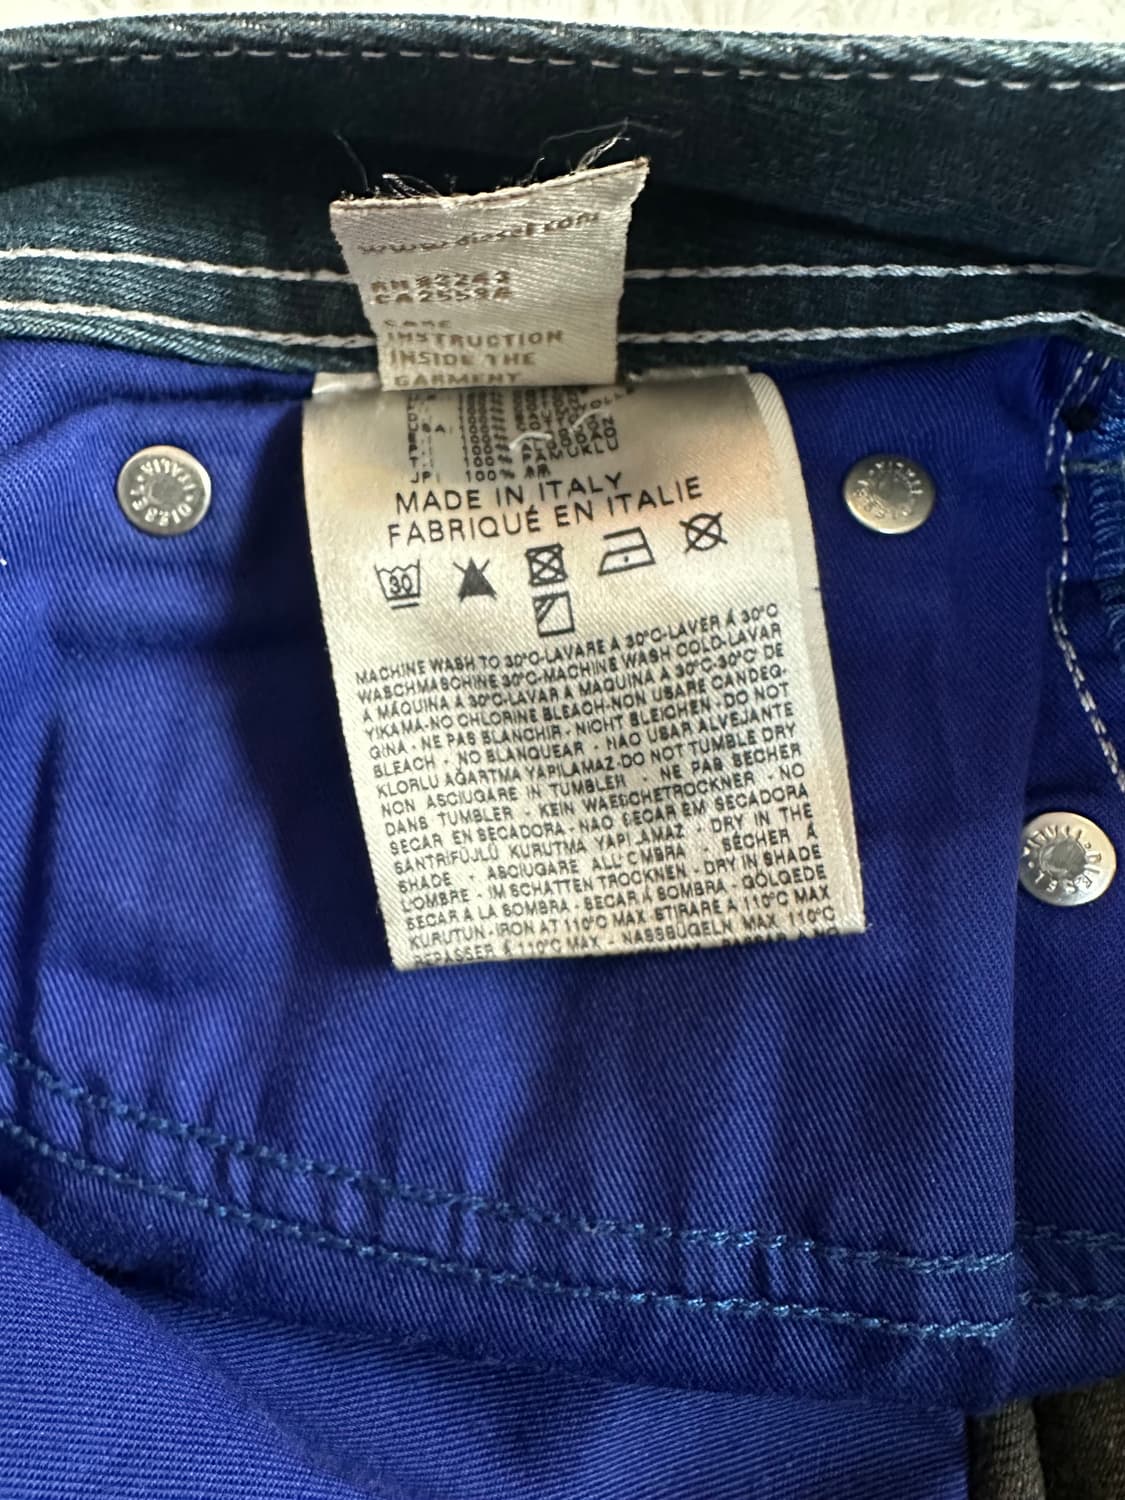 www.diesel.com
RN 93243
CA25594
CARE
INSTRUCTION
INSIDE THE
GARMENT
100% PAMUKLU
JP: 100% 綿
MADE IN ITALY
FABRIQUÉ EN ITALIE
30
MACHINE WASH TO 30°C-LAVARE À 30°C-LAVER Á 30°C
WASCHMASCHINE 30°C-MACHINE WASH COLD-LAVAR
A MÁQUINA A 30°C-LAVAR A MAQUINA A 30°C-30°C' DE
YIKAMA-NO CHLORINE BLEACH-NON USARE CANDEG-
GINA - NE PAS BLANCHIR - NICHT BLEICHEN - DO NOT
BLEACH - NO BLANQUEAR - NAO USAR ALVEJANTE
KLORLU AĞARTMA YAPILAMAZ-DO NOT TUMBLE DRY
NON ASCIUGARE IN TUMBLER - NE PAS SECHER
DANS TUMBLER - KEIN WAESCHETROCKNER - NO
SECAR EN SECADORA - NAO SECAR EM SECADORA
SANTRIFÜJLÜ KURUTMA YAPILAMAZ - DRY IN THE
SHADE - ASCIUGARE ALL'OMBRA - SÉCHER À
L'OMBRE - IM SCHATTEN TROCKNEN - DRY IN SHADE
SECAR A LA SOMBRA - SECAR Á SOMBRA - GÖLGEDE
KURUTUN - IRON AT 110°C MAX STIRARE A 110°C MAX
REPASSER À 110°C MAX - NASSBÜGELN MAX 110°C
DIESEL
DIESEL
DIESEL